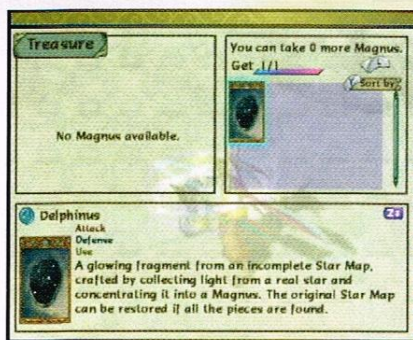 Treasure
You can take 0 more Magnus.
Get 1/1
L
Y Sort by
No Magnus available.
Delphinus
Attack
Defense
Use
A glowing fragment from an incomplete Star Map,
crafted by collecting light from a real star and
concentrating it into a Magnus. The original Star Map
can be restored if all the pieces are found.